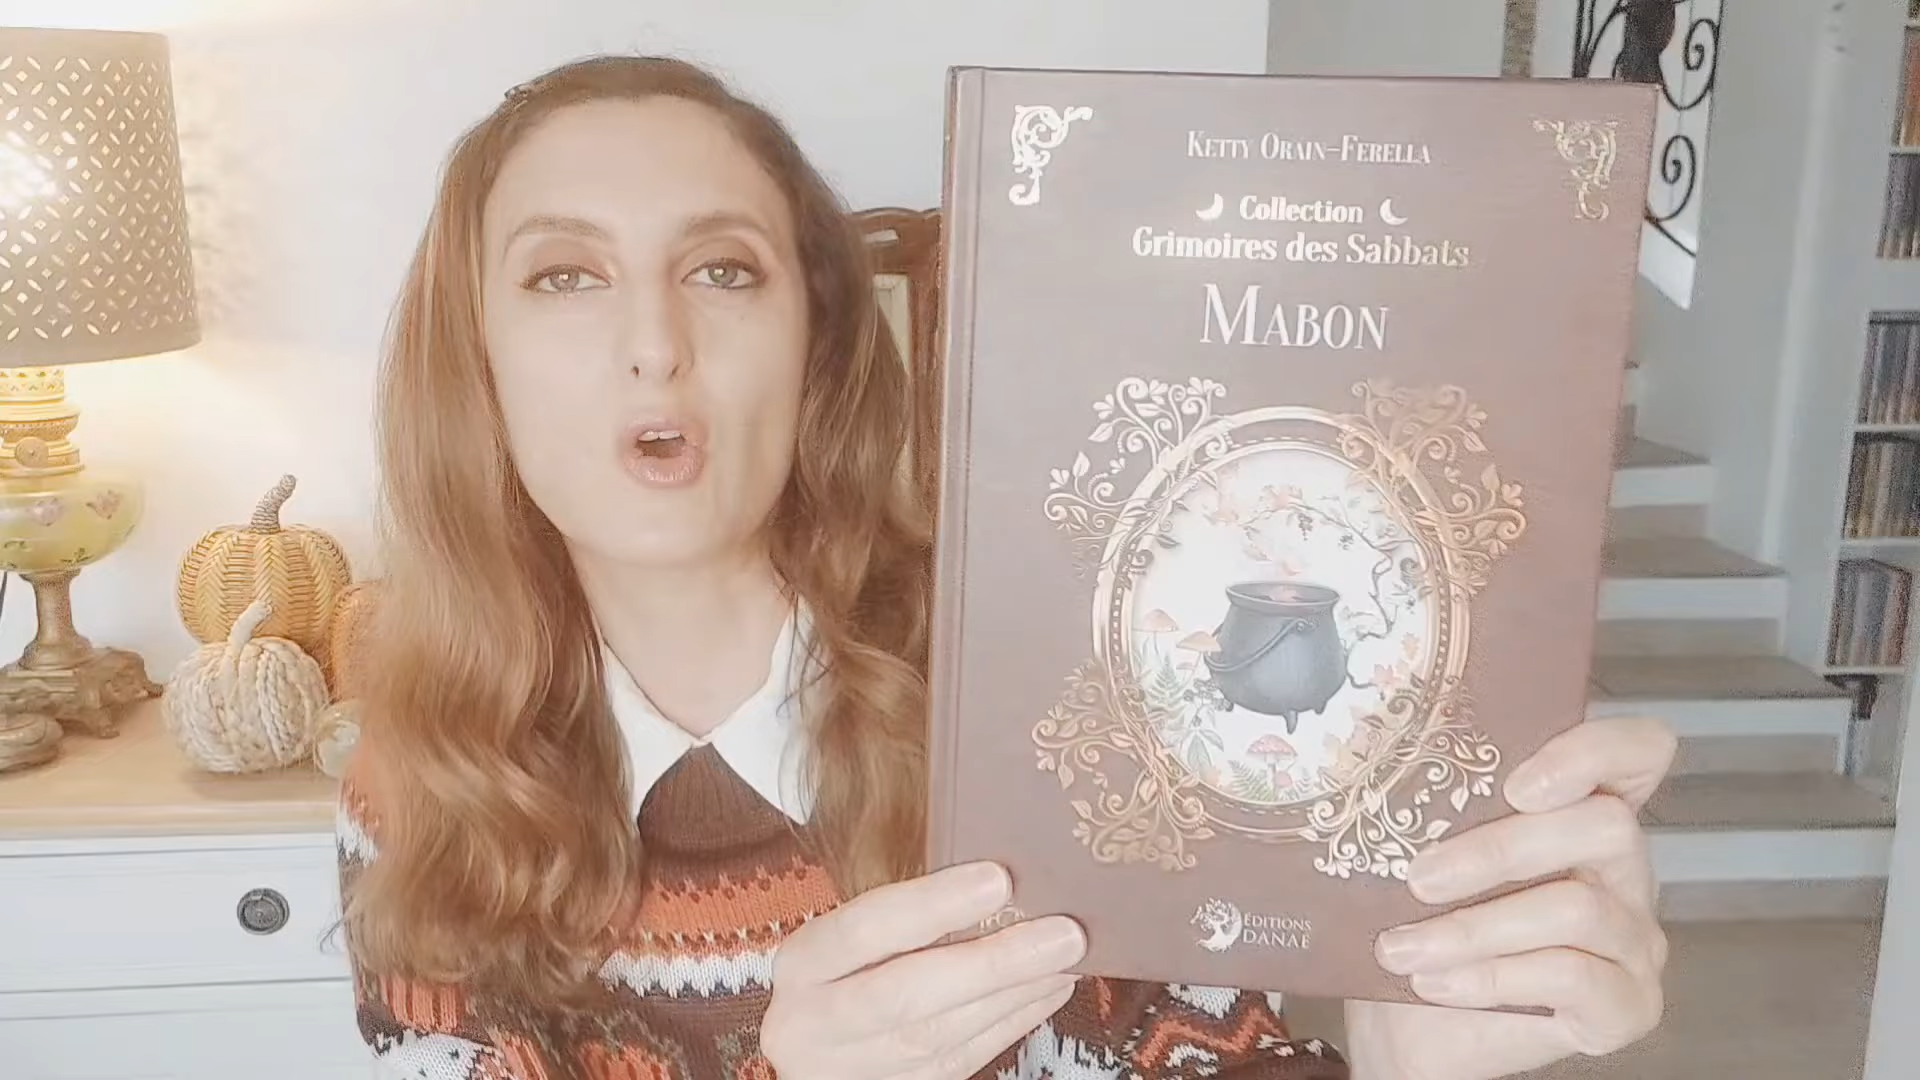 KETTY ORAIN-FERELLA
Collection
Grimoires des Sabbats
MABON
ÉDITIONS
DANAÉ